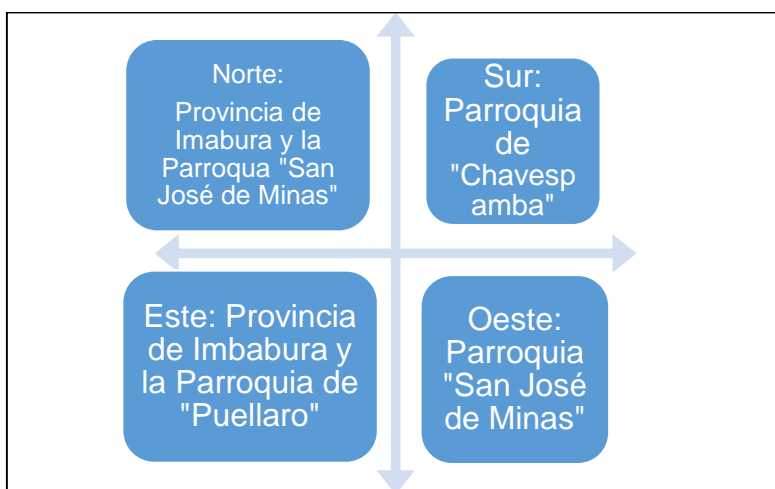 Norte:
Provincia de
Imabura y la
Parroqua "San
José de Minas"
Sur:
Parroquia
de
"Chavesp
amba"
Este: Provincia
de Imbabura y
la Parroquia de
"Puellaro"
Oeste:
Parroquia
"San José
de Minas"